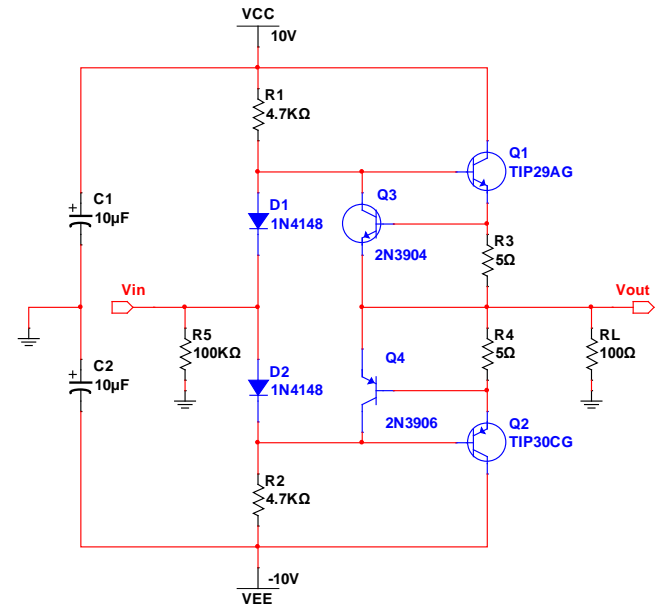 VCC
10V
R1
4.7KΩ
Q1
TIP29AG
Q3
C1
10µF
D1
1N4148
2N3904
R3
5Ω
Vin
Vout
R5
100KΩ
R4
5Ω
RL
100Ω
C2
10µF
D2
1N4148
Q4
2N3906
Q2
TIP30CG
R2
4.7KΩ
-10V
VEE